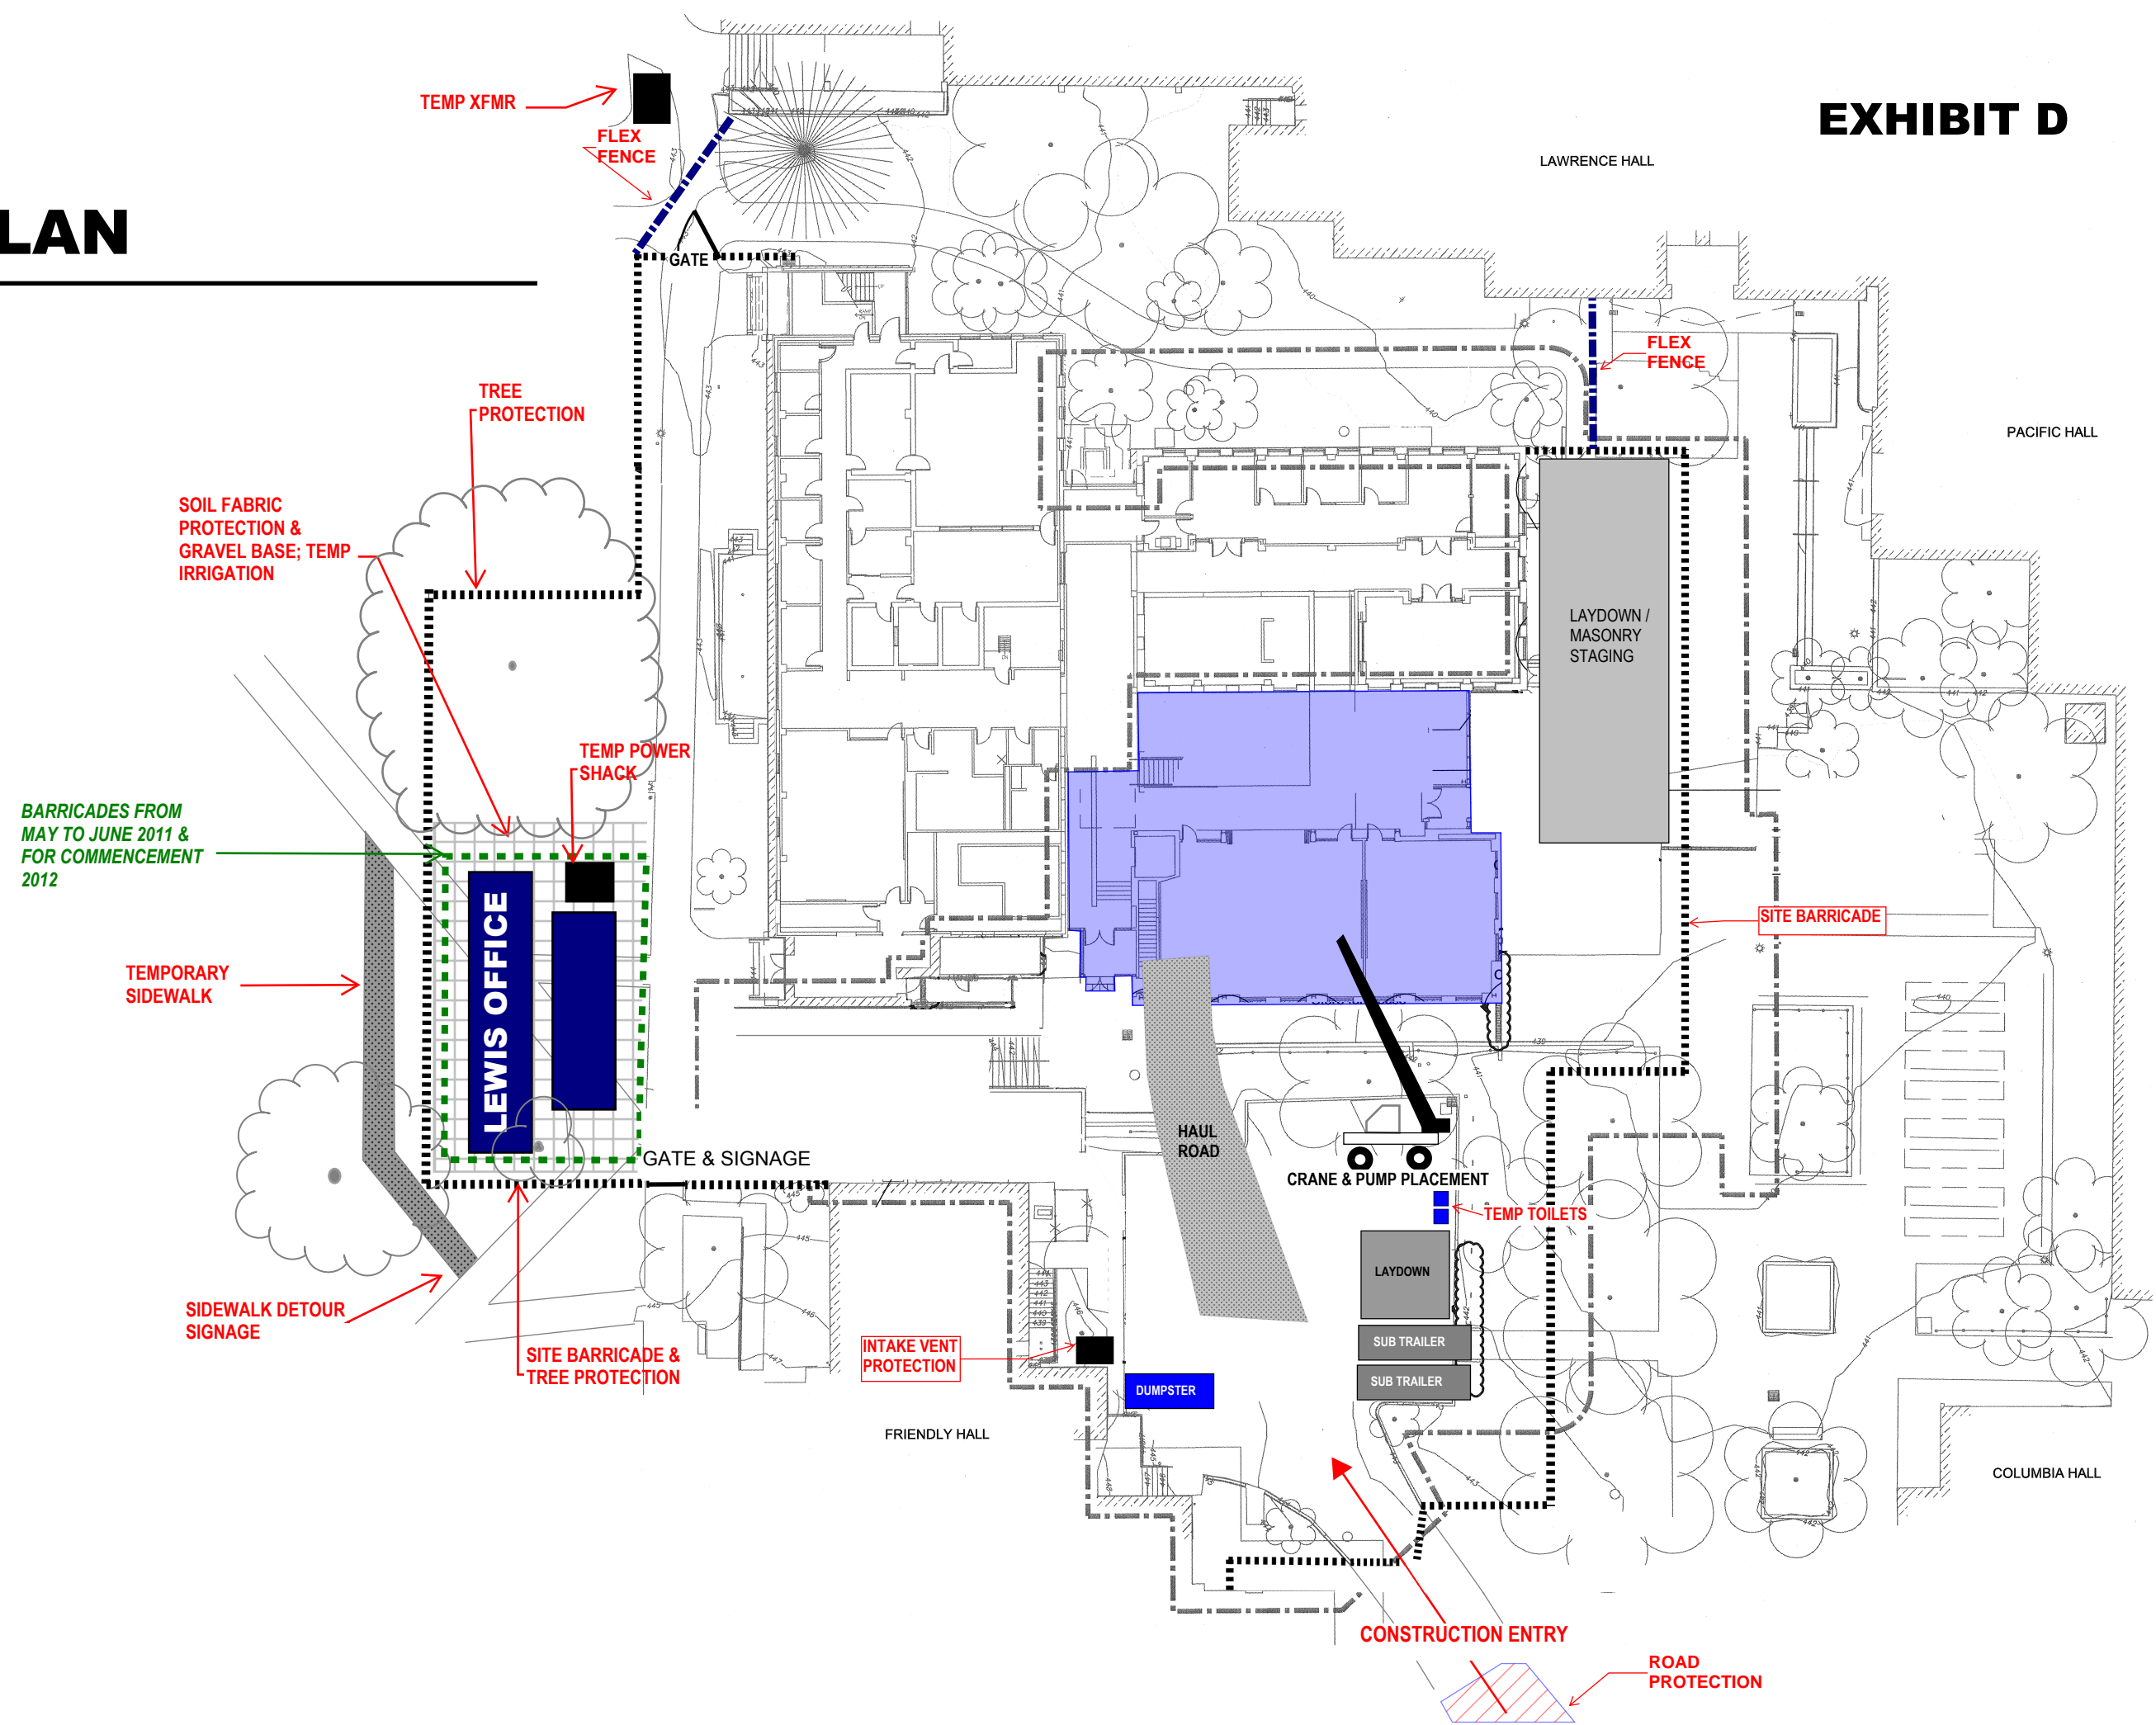 EXHIBIT D
LAN
TEMP XFMR
FLEX
FENCE
GATE
LAWRENCE HALL
FLEX
FENCE
PACIFIC HALL
TREE
PROTECTION
SOIL FABRIC
PROTECTION &
GRAVEL BASE; TEMP
IRRIGATION
LAYDOWN /
MASONRY
STAGING
TEMP POWER
SHACK
BARRICADES FROM
MAY TO JUNE 2011 &
FOR COMMENCEMENT
2012
LEWIS OFFICE
SITE BARRICADE
TEMPORARY
SIDEWALK
HAUL
ROAD
GATE & SIGNAGE
CRANE & PUMP PLACEMENT
TEMP TOILETS
LAYDOWN
SIDEWALK DETOUR
SIGNAGE
SITE BARRICADE &
TREE PROTECTION
INTAKE VENT
PROTECTION
SUB TRAILER
SUB TRAILER
DUMPSTER
FRIENDLY HALL
COLUMBIA HALL
CONSTRUCTION ENTRY
ROAD
PROTECTION